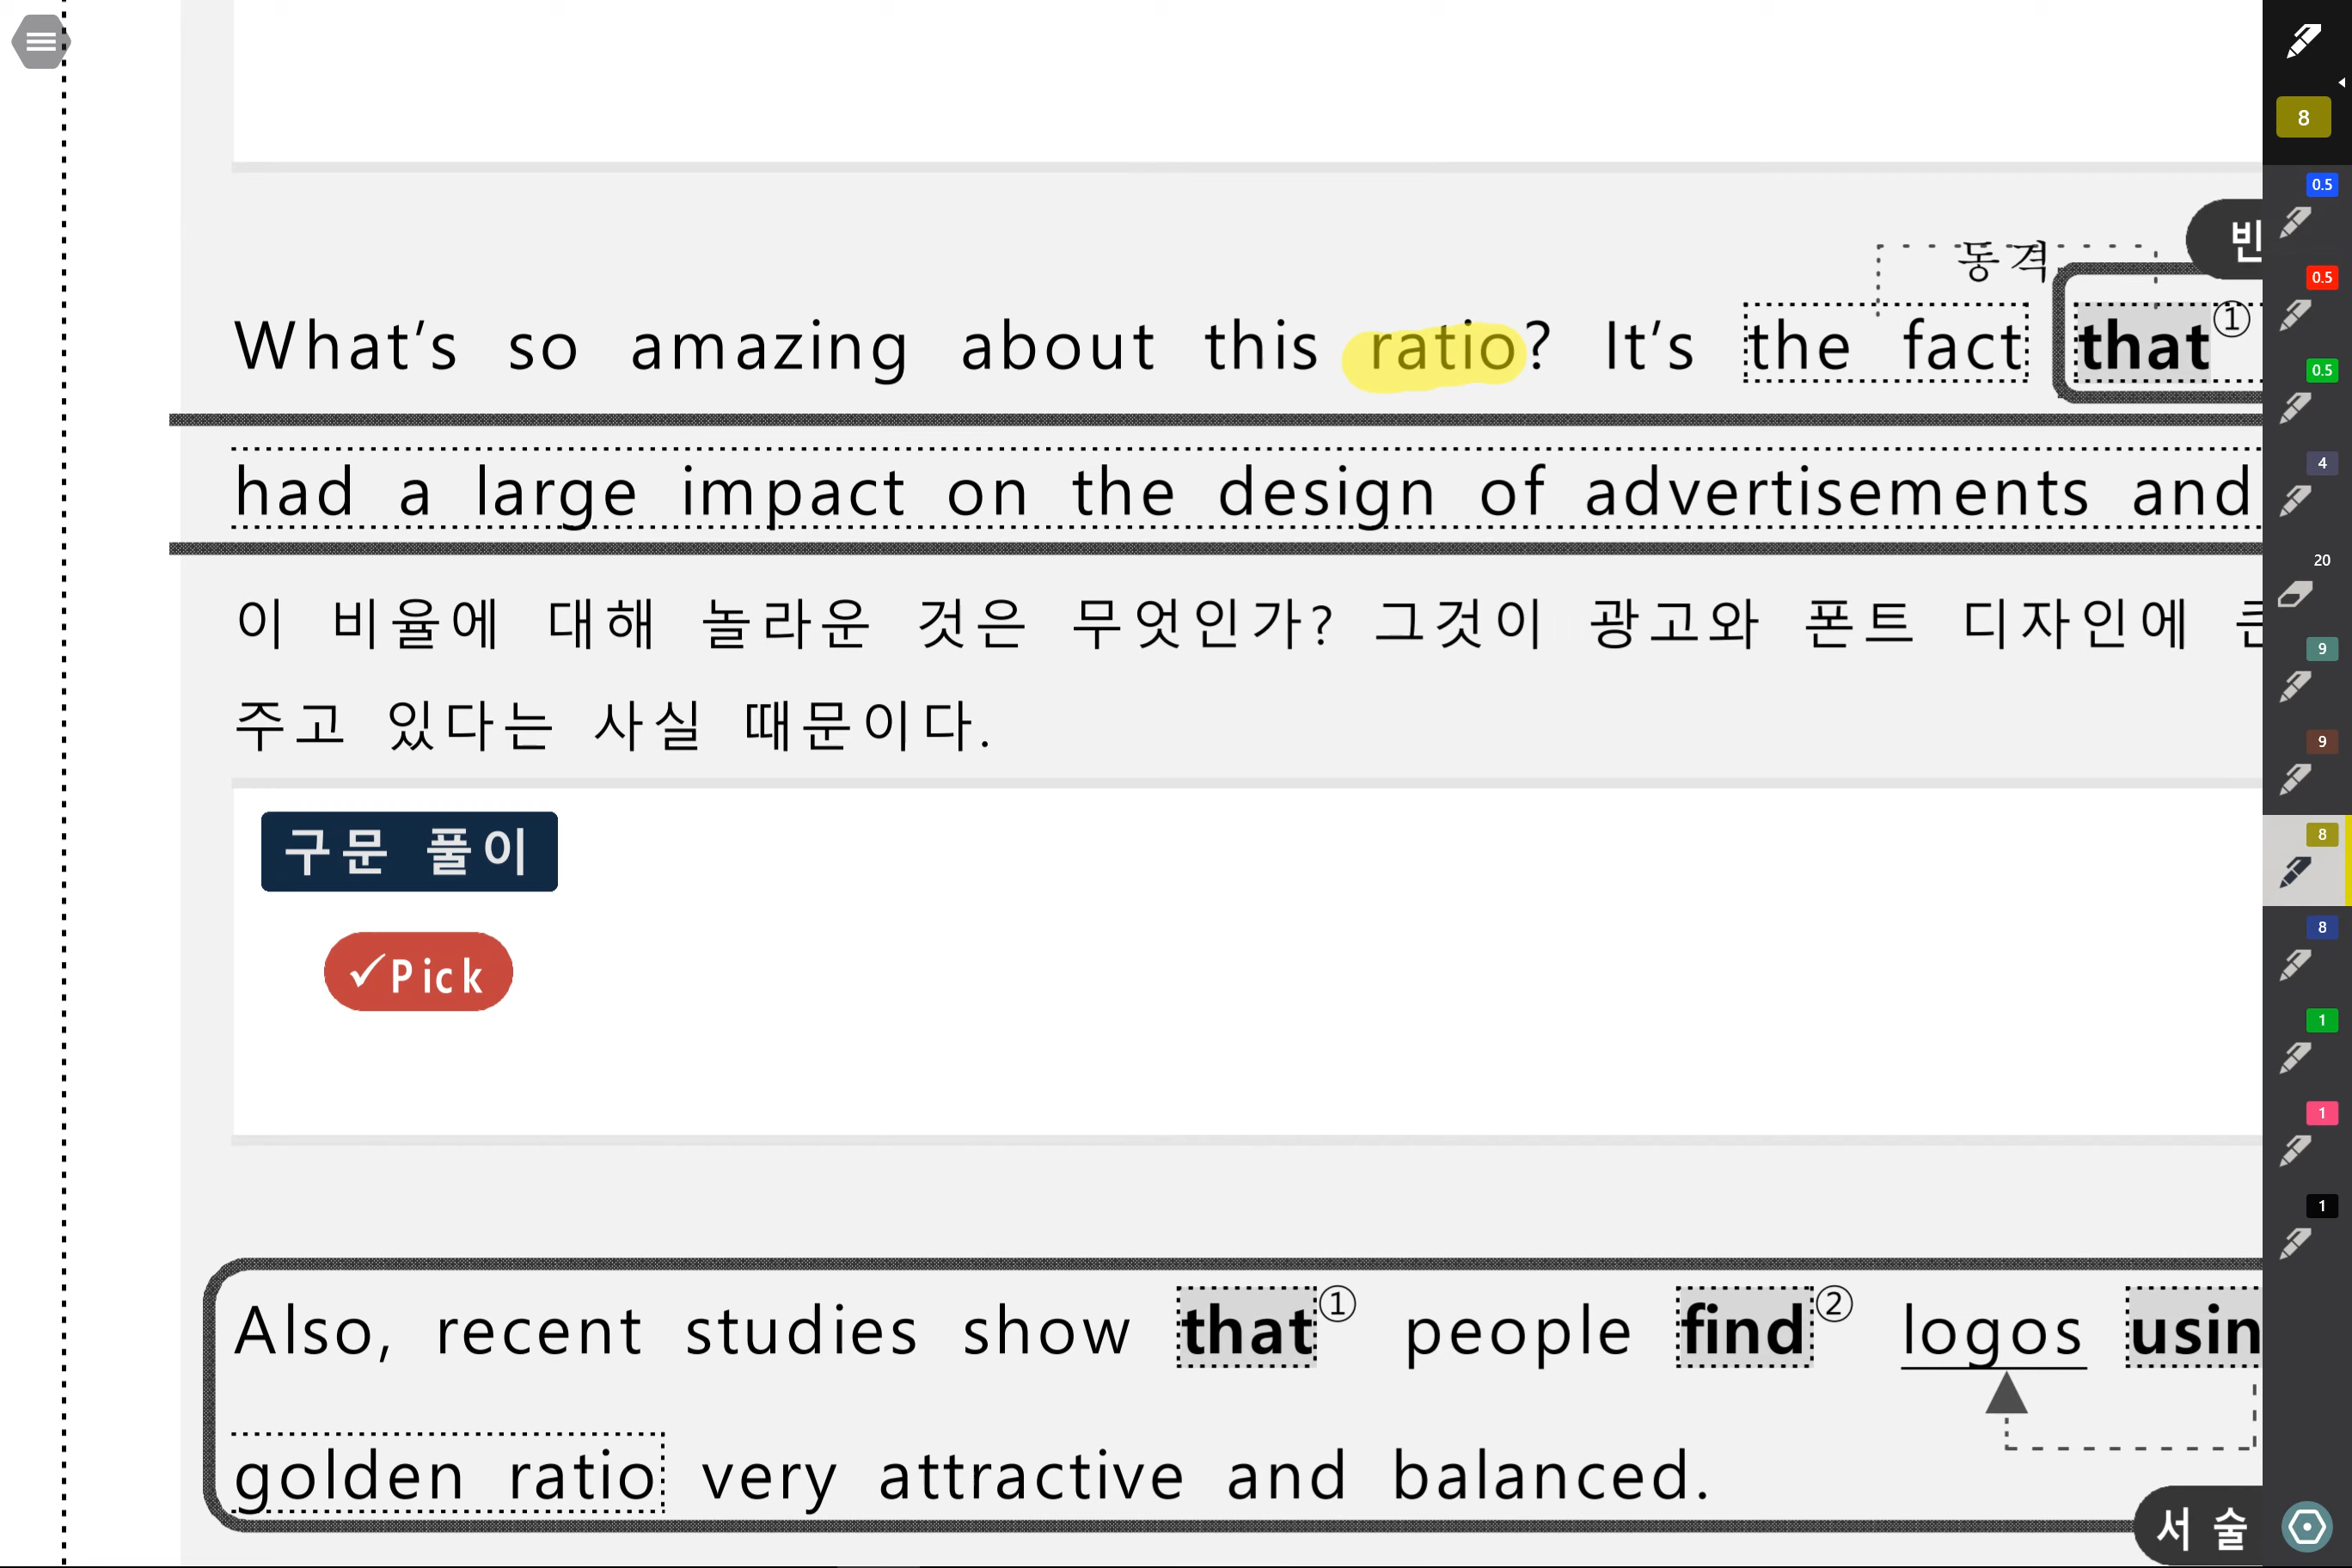 8
0.5
빈
동격
What's so amazing about this ratio? It's the fact that①
0.5
0.5
had a large impact on the design of advertisements and
4
20
이 비율에 대해 놀라운 것은 무엇인가? 그것이 광고와 폰트 디자인에 큰
9
주고 있다는 사실 때문이다.
9
구문 풀이
8
✓Pick
8
1
1
1
Also, recent studies show that① people find② logos usin
golden ratio very attractive and balanced.
서술